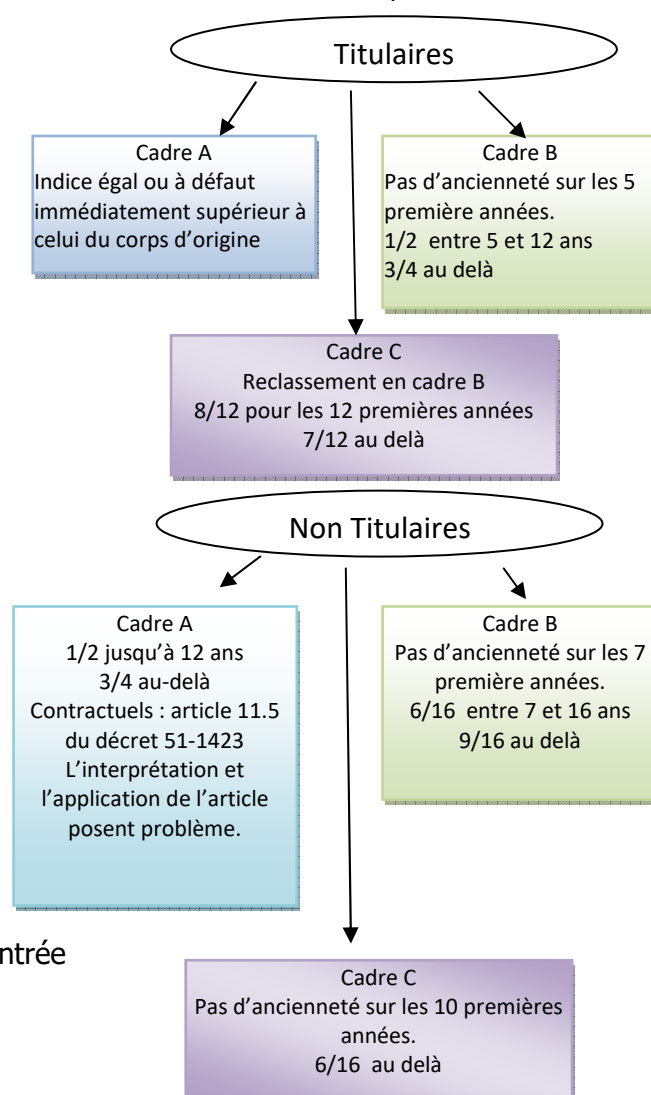 Titulaires
Cadre A
Indice égal ou à défaut
immédiatement supérieur à
celui du corps d’origine
Cadre B
Pas d’ancienneté sur les 5
première années.
1/2 entre 5 et 12 ans
3/4 au delà
Cadre C
Reclassement en cadre B
8/12 pour les 12 premières années
7/12 au delà
Non Titulaires
Cadre A
1/2 jusqu’à 12 ans
3/4 au-delà
Contractuels : article 11.5
du décret 51-1423
L’interprétation et
l’application de l’article
posent problème.
Cadre B
Pas d’ancienneté sur les 7
première années.
6/16 entre 7 et 16 ans
9/16 au delà
Cadre C
Pas d’ancienneté sur les 10 premières
années.
6/16 au delà